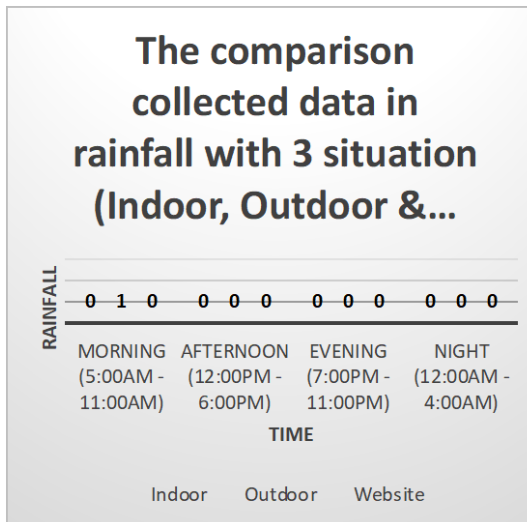 The comparison
collected data in
rainfall with 3 situation
(Indoor, Outdoor &...
RAINFALL
0 1 0 0 0 0 0 0 0 0 0 0
MORNING AFTERNOON EVENING NIGHT
(5:00AM - (12:00PM - (7:00PM - (12:00AM -
11:00AM) 6:00PM) 11:00PM) 4:00AM)
TIME
Indoor Outdoor Website